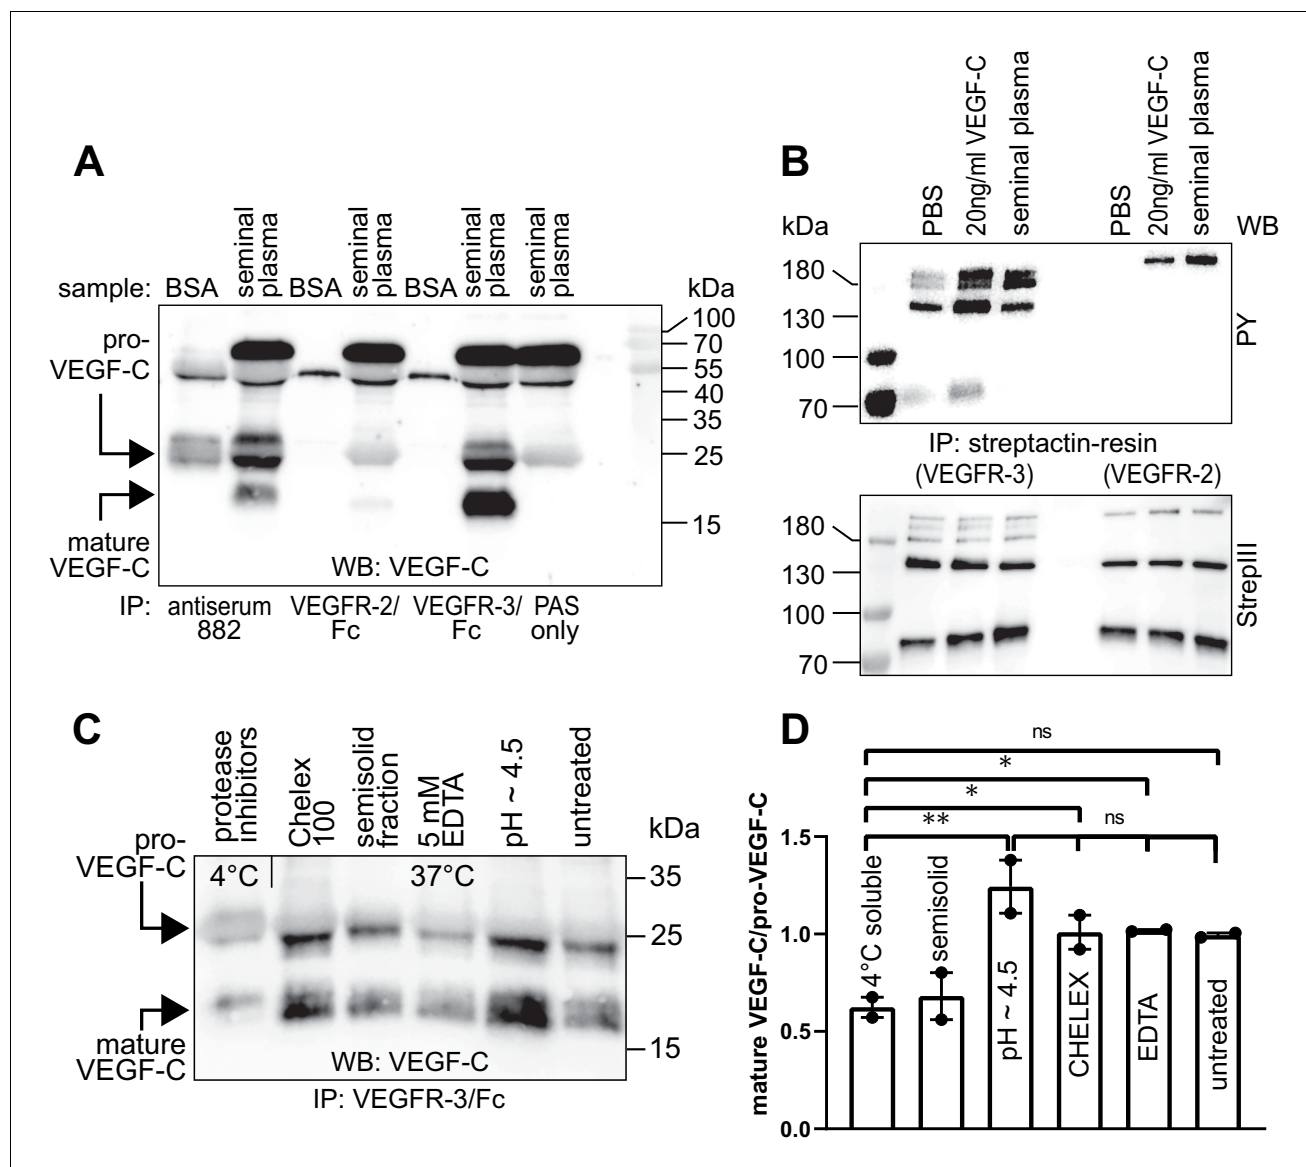 A
sample: BSA
seminal
plasma
BSA
seminal
plasma
BSA
seminal
plasma
seminal
plasma
kDa
pro-
VEGF-C
mature
VEGF-C
100
70
55
40
35
25
15
WB: VEGF-C
IP:
antiserum
882
VEGFR-2/
Fc
VEGFR-3/
Fc
PAS
only
B
kDa
PBS
20ng/ml VEGF-C
seminal plasma
PBS
20ng/ml VEGF-C
seminal plasma
WB
180
130
100
70
PY
IP: streptactin-resin
(VEGFR-3)
(VEGFR-2)
180
130
100
70
StrepIII
C
protease
inhibitors
Chelex
100
semisolid
fraction
5 mM
EDTA
pH ~ 4.5
untreated
kDa
pro-
VEGF-C
4°C
37°C
35
25
15
mature
VEGF-C
WB: VEGF-C
IP: VEGFR-3/Fc
D
ns
*
*
**
ns
mature VEGF-C/pro-VEGF-C
1.5
1.0
0.5
0.0
4°C soluble
semisolid
pH ~ 4.5
CHELEX
EDTA
untreated